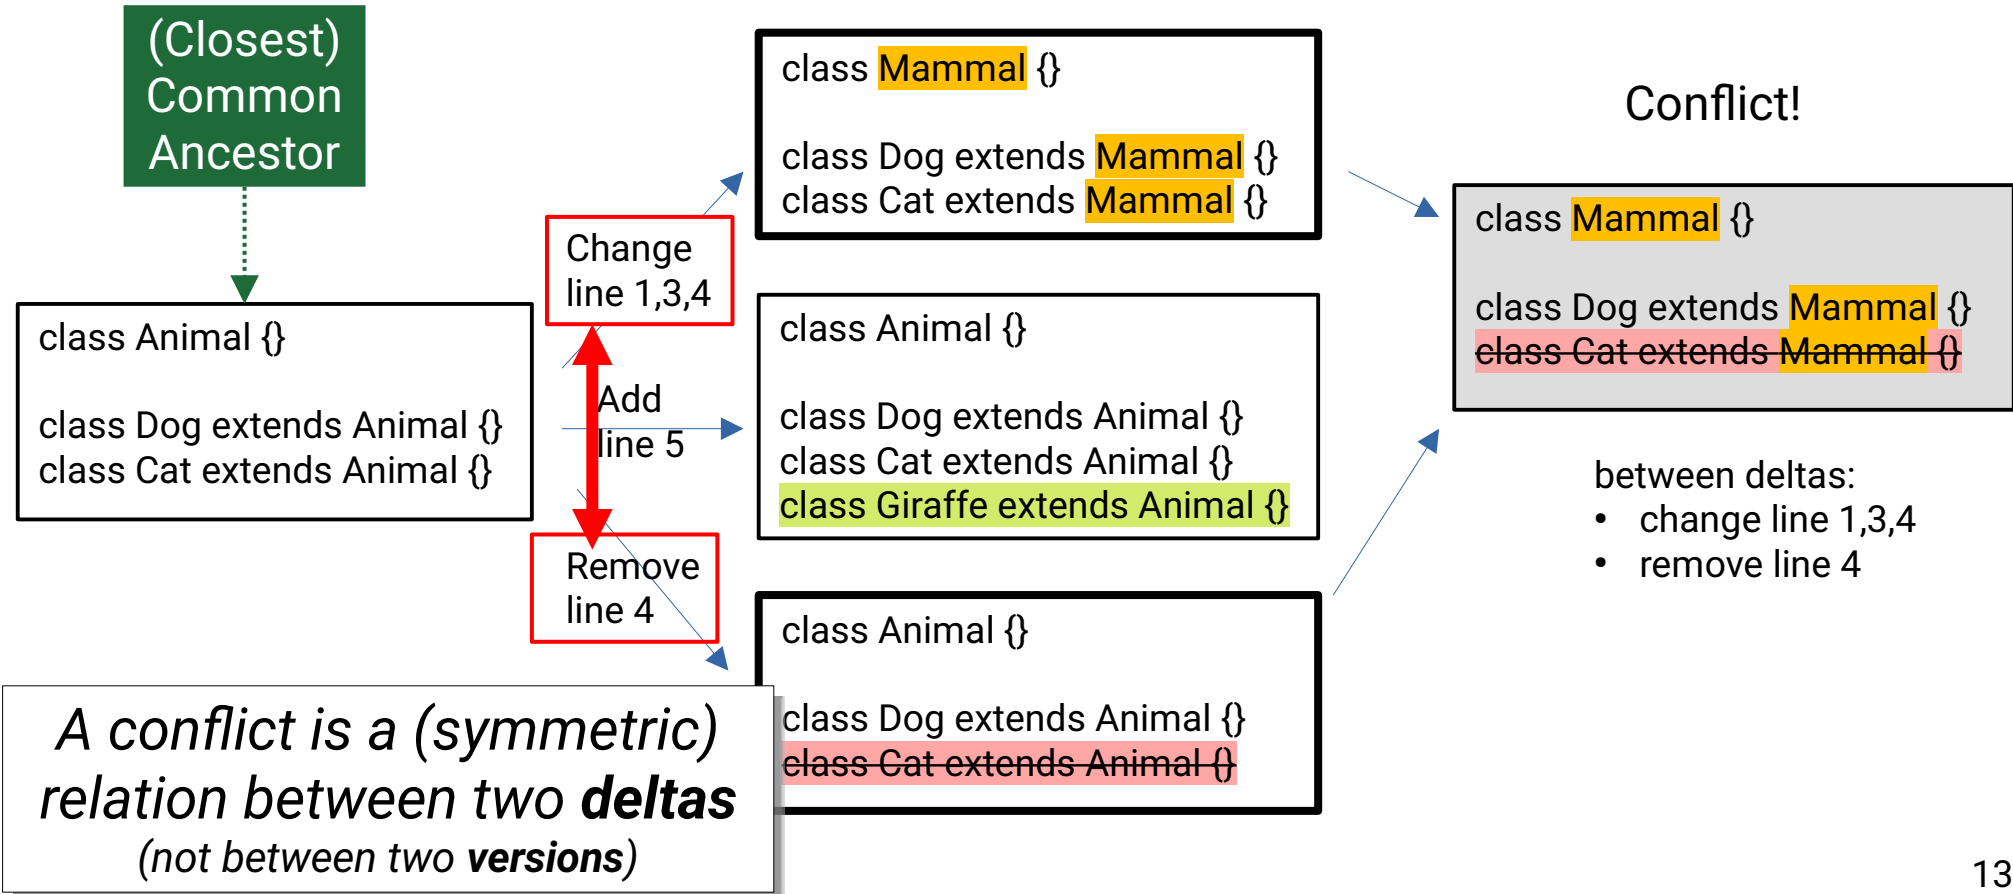 (Closest)
Common
Ancestor
class Animal {}
class Dog extends Animal {}
class Cat extends Animal {}
Change
line 1,3,4
Add
line 5
Remove
line 4
class Mammal {}
class Dog extends Mammal {}
class Cat extends Mammal {}
class Animal {}
class Dog extends Animal {}
class Cat extends Animal {}
class Giraffe extends Animal {}
class Animal {}
class Dog extends Animal {}
class Cat extends Animal {}
Conflict!
class Mammal {}
class Dog extends Mammal {}
class Cat extends Mammal {}
between deltas:
• change line 1,3,4
• remove line 4
A conflict is a (symmetric)
relation between two deltas
(not between two versions)
13